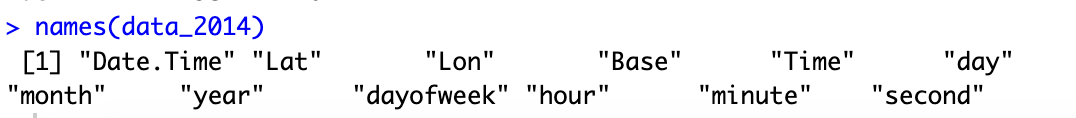 > names(data_2014)
[1] "Date.Time" "Lat" "Lon" "Base" "Time" "day"
"month" "year" "dayofweek" "hour" "minute" "second"